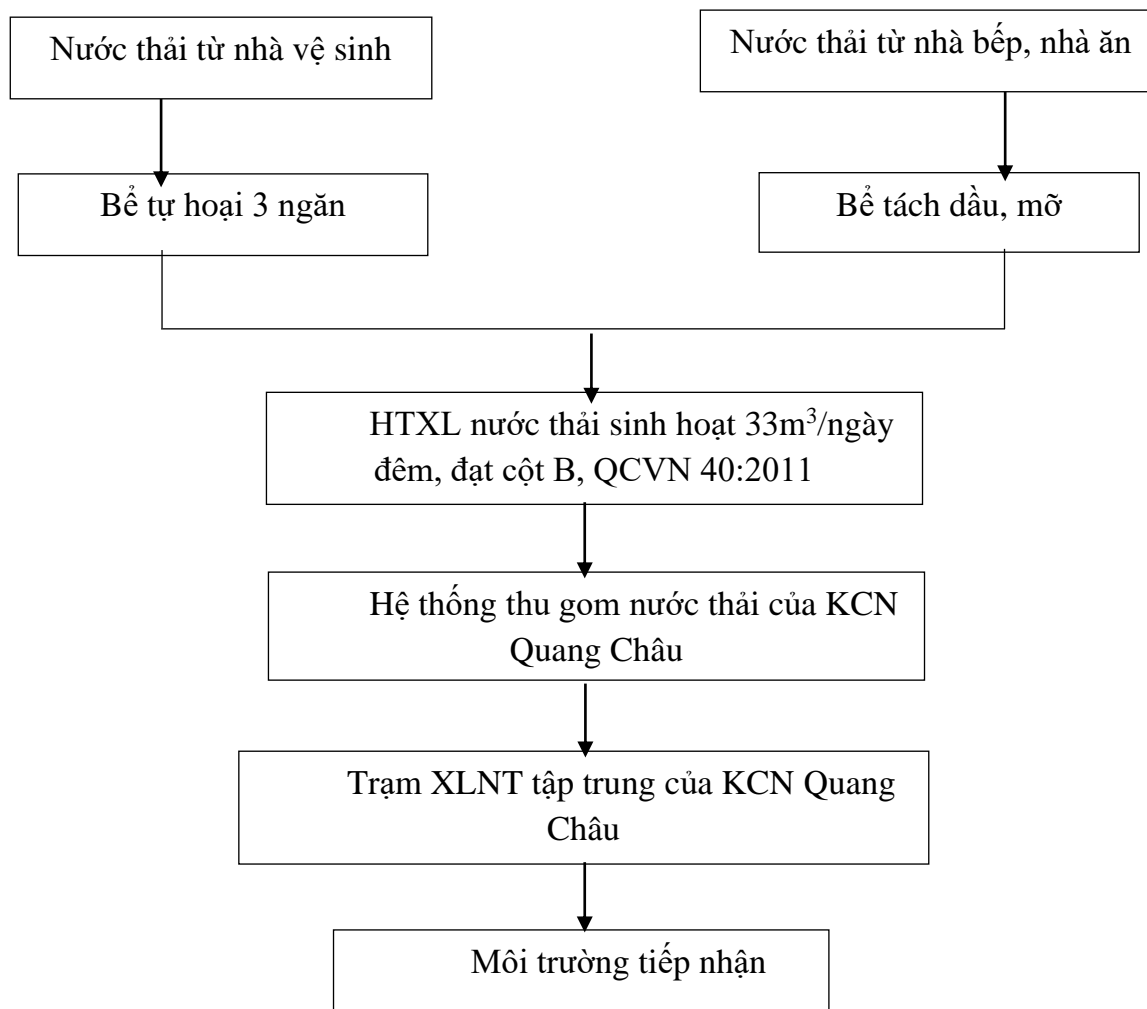 Nước thải từ nhà vệ sinh
Nước thải từ nhà bếp, nhà ăn
Bể tự hoại 3 ngăn
Bể tách dầu, mỡ
HTXL nước thải sinh hoạt 33m³/ngày
đêm, đạt cột B, QCVN 40:2011
Hệ thống thu gom nước thải của KCN
Quang Châu
Trạm XLNT tập trung của KCN Quang
Châu
Môi trường tiếp nhận